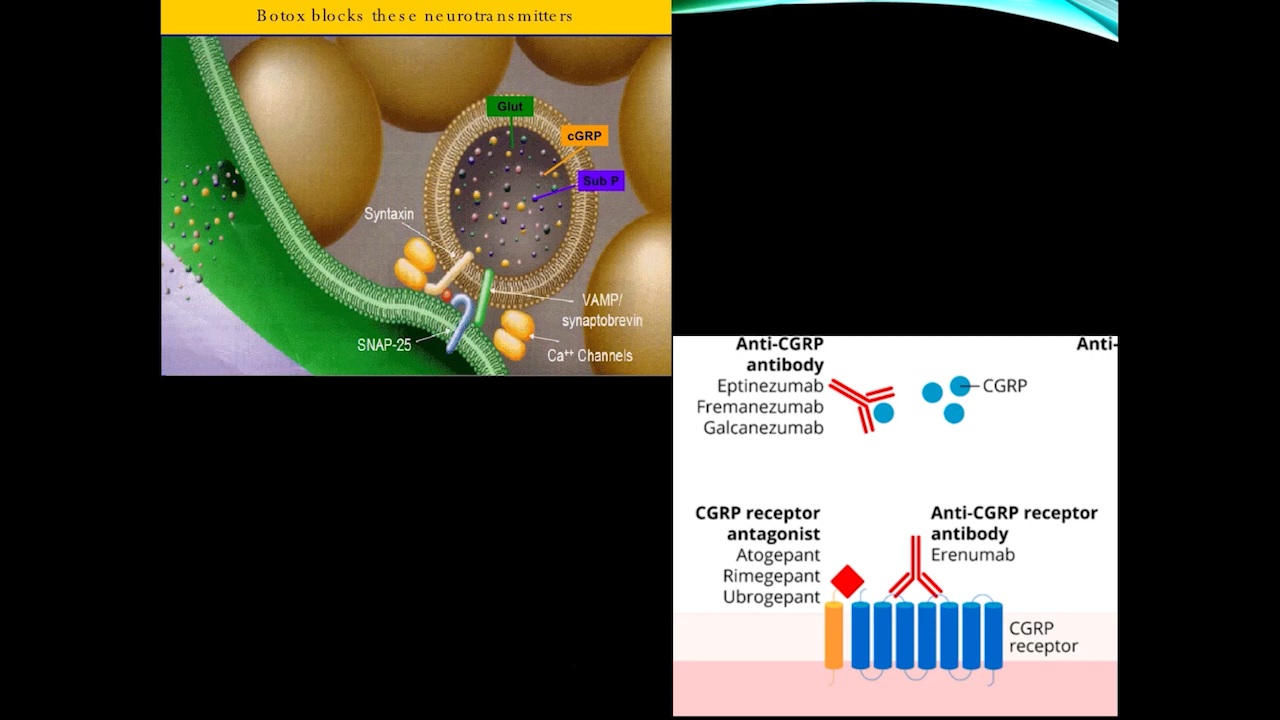 Botox blocks these neurotransmitters
Glut
cGRP
Sub P
Syntaxin
VAMP/
synaptobrevin
SNAP-25
Ca++ Channels
Anti-CGRP
antibody
Eptinezumab
Fremanezumab
Galcanezumab
CGRP
Anti-
CGRP receptor
antagonist
Atogepant
Rimegepant
Ubrogepant
Anti-CGRP receptor
antibody
Erenumab
CGRP
receptor